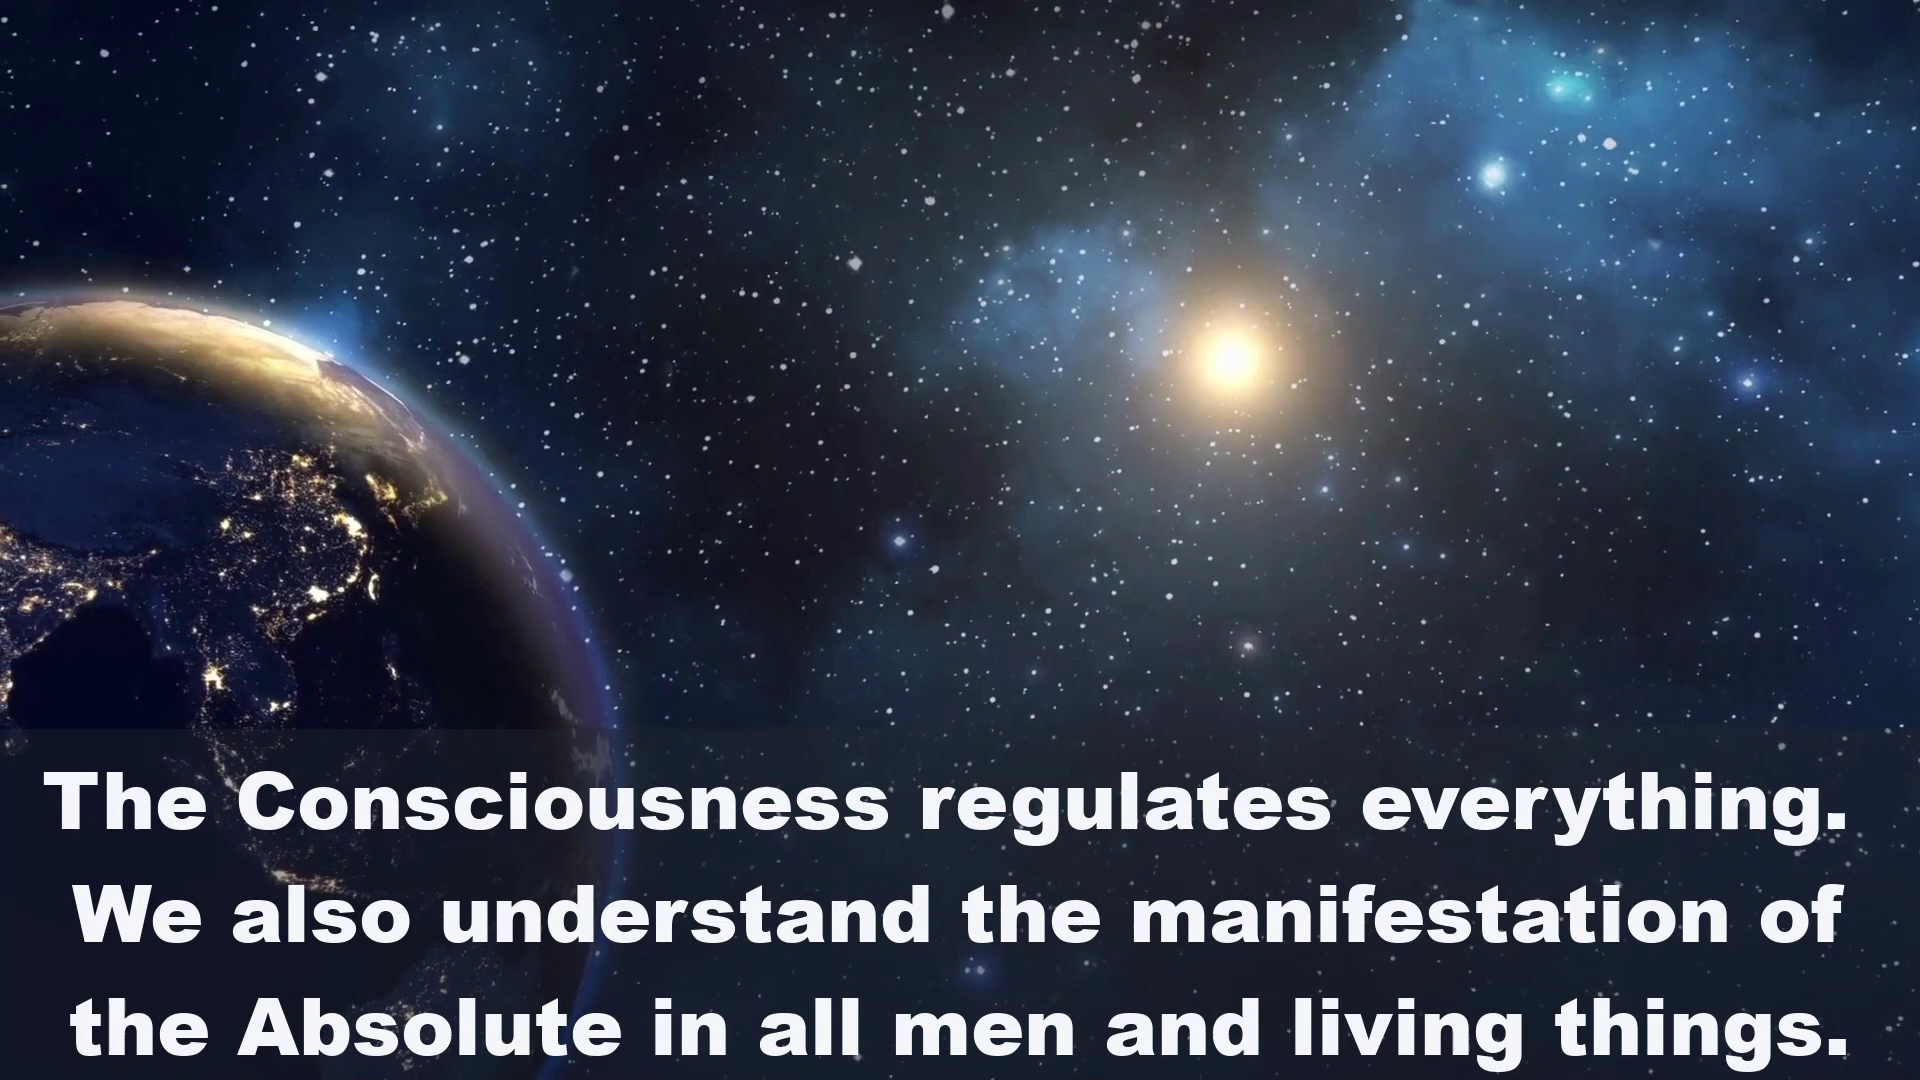 The Consciousness regulates everything.
We also understand the manifestation of
the Absolute in all men and living things.